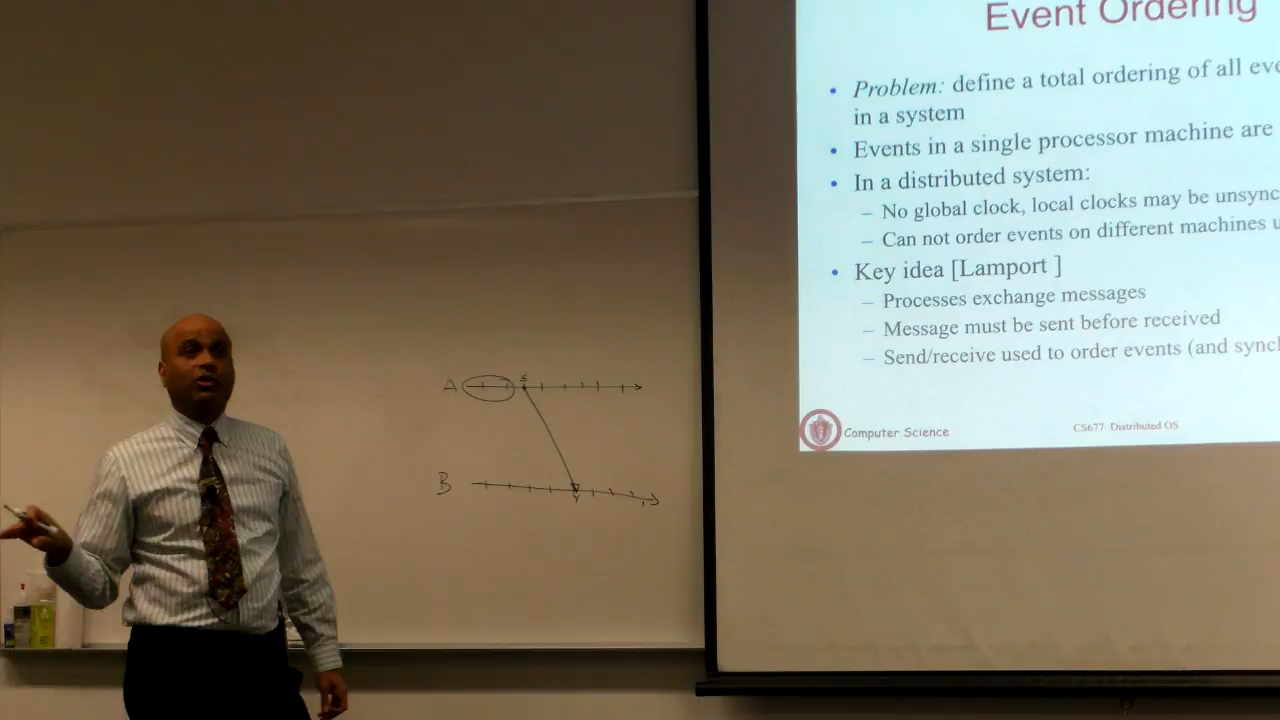 Event Ordering
• Problem: define a total ordering of all eve
in a system
• Events in a single processor machine are
• In a distributed system:
– No global clock, local clocks may be unsync
– Can not order events on different machines u
• Key idea [Lamport ]
– Processes exchange messages
– Message must be sent before received
– Send/receive used to order events (and synch
Computer Science
CS677 Distributed OS
A
S
B